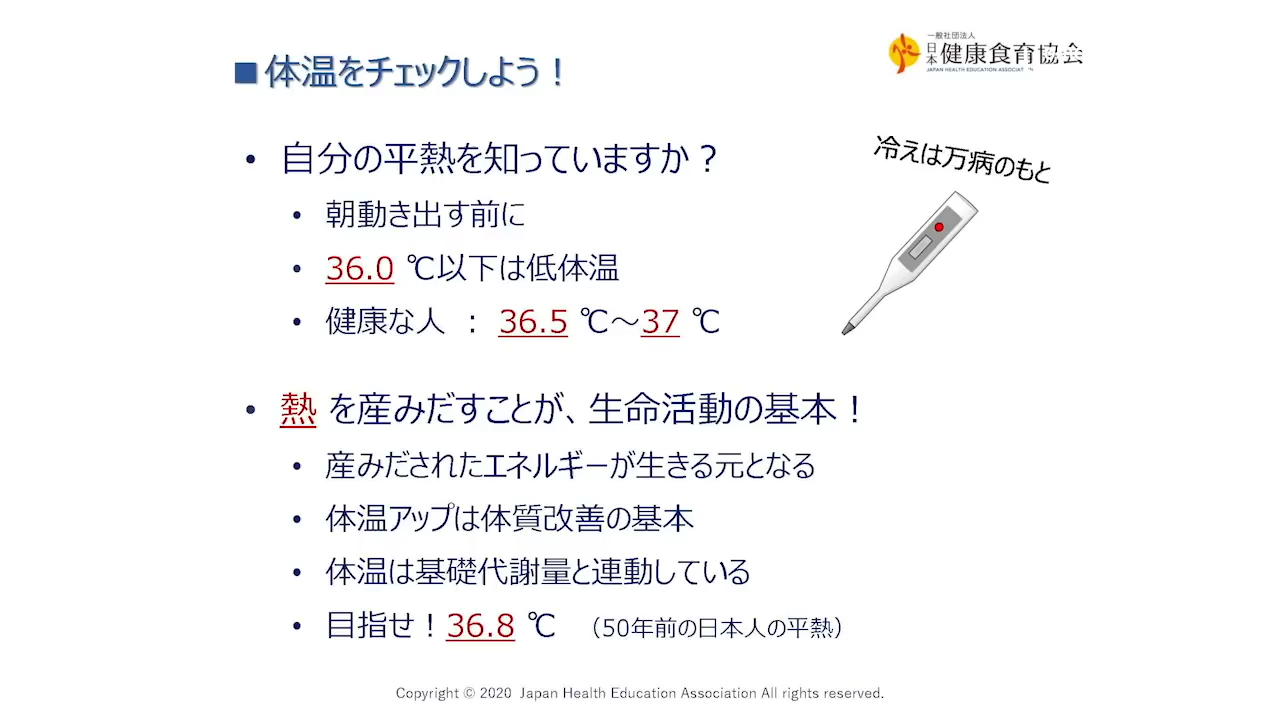 ■体温をチェックしよう！
一般社団法人
日本健康食育協会
JAPAN HEALTH EDUCATION ASSOCIATION
冷えは万病のもと
• 自分の平熱を知っていますか？
• 朝動き出す前に
• 36.0 ℃以下は低体温
• 健康な人 ： 36.5 ℃～37 ℃
• 熱 を産みだすことが、生命活動の基本！
• 産みだされたエネルギーが生きる元となる
• 体温アップは体質改善の基本
• 体温は基礎代謝量と連動している
• 目指せ！36.8 ℃ （50年前の日本人の平熱）
Copyright © 2020 Japan Health Education Association All rights reserved.